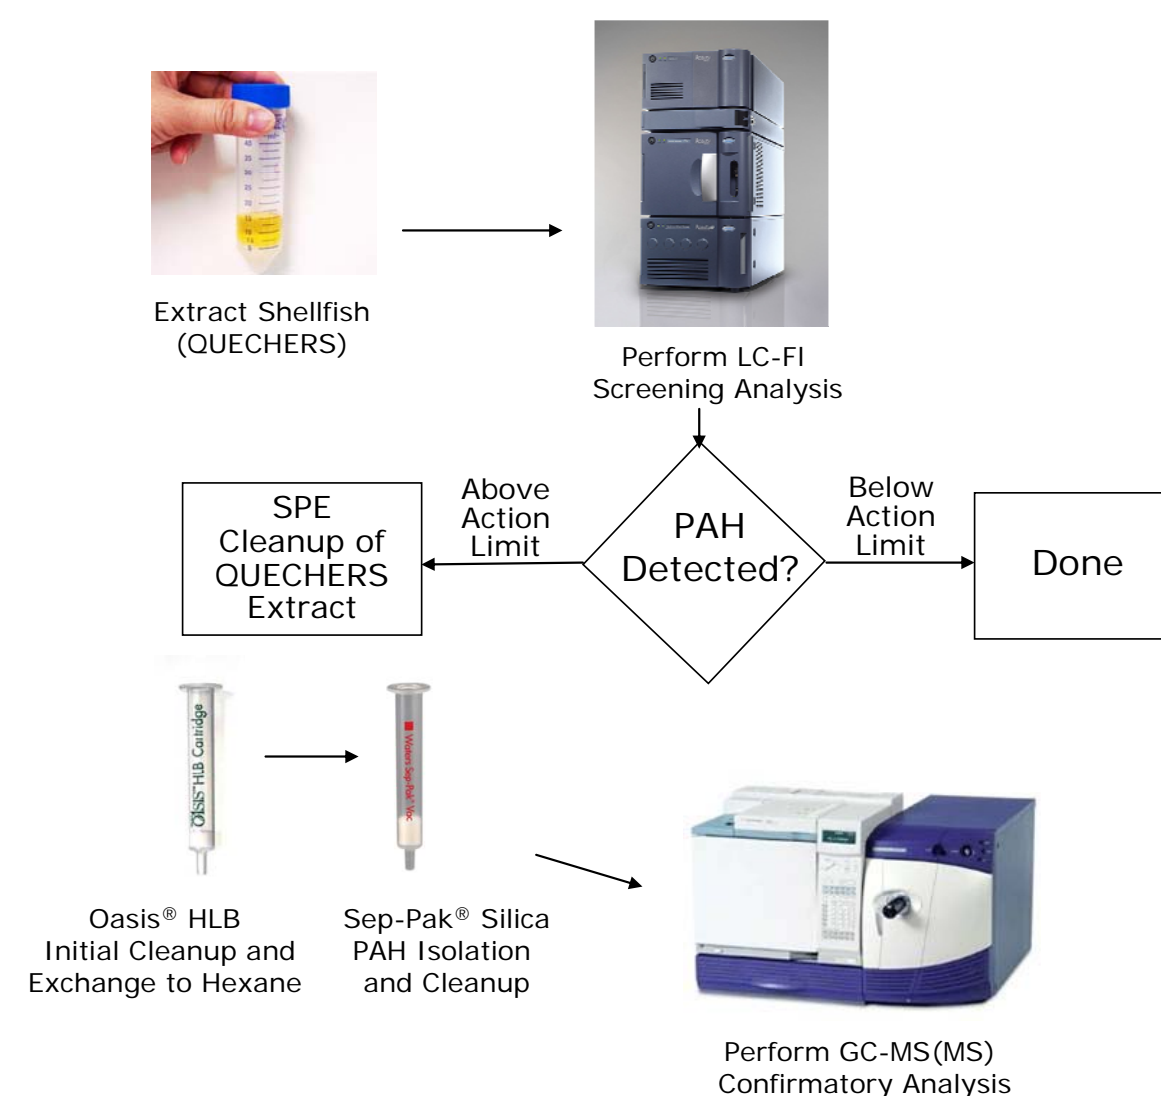 Extract Shellfish
(QUECHERS)
Perform LC-FI
Screening Analysis
PAH
Detected?
Above
Action
Limit
Below
Action
Limit
SPE
Cleanup of
QUECHERS
Extract
Done
Oasis™ HLB Cartridge
Waters Sep-Pak® Vac
Oasis® HLB
Initial Cleanup and
Exchange to Hexane
Sep-Pak® Silica
PAH Isolation
and Cleanup
Perform GC-MS(MS)
Confirmatory Analysis